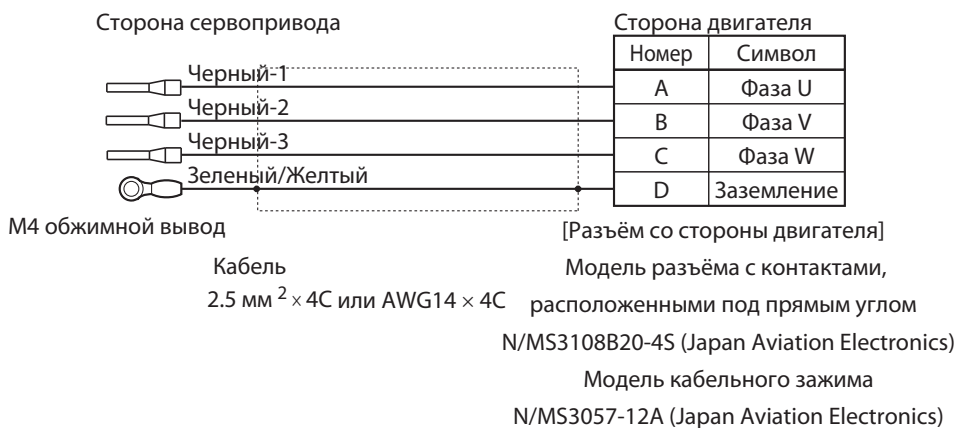 Сторона сервопривода
Сторона двигателя
Номер Символ
Черный-1
A Фаза U
Черный-2
B Фаза V
Черный-3
C Фаза W
Зеленый/Желтый
D Заземление
M4 обжимной вывод
[Разъём со стороны двигателя]
Кабель
2.5 мм 2 × 4C или AWG14 × 4C
Модель разъёма с контактами,
расположенными под прямым углом
N/MS3108B20-4S (Japan Aviation Electronics)
Модель кабельного зажима
N/MS3057-12A (Japan Aviation Electronics)